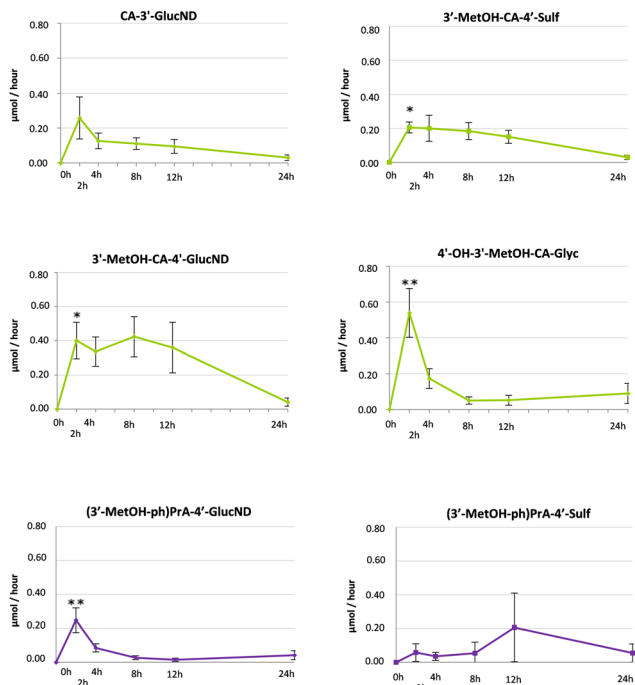 CA-3'-GlucND
0.80
0.60
0.40
0.20
0.00
µmol / hour
0h
2h
4h
8h
12h
24h
3’-MetOH-CA-4’-Sulf
0.80
0.60
0.40
0.20
0.00
µmol / hour
*
0h
2h
4h
8h
12h
24h
3'-MetOH-CA-4'-GlucND
0.80
0.60
0.40
0.20
0.00
µmol / hour
*
0h
2h
4h
8h
12h
24h
4'-OH-3'-MetOH-CA-Glyc
0.80
0.60
0.40
0.20
0.00
µmol / hour
**
0h
2h
4h
8h
12h
24h
(3’-MetOH-ph)PrA-4’-GlucND
0.80
0.60
0.40
0.20
0.00
µmol / hour
**
0h
2h
4h
8h
12h
24h
(3’-MetOH-ph)PrA-4’-Sulf
0.80
0.60
0.40
0.20
0.00
µmol / hour
0h
4h
8h
12h
24h